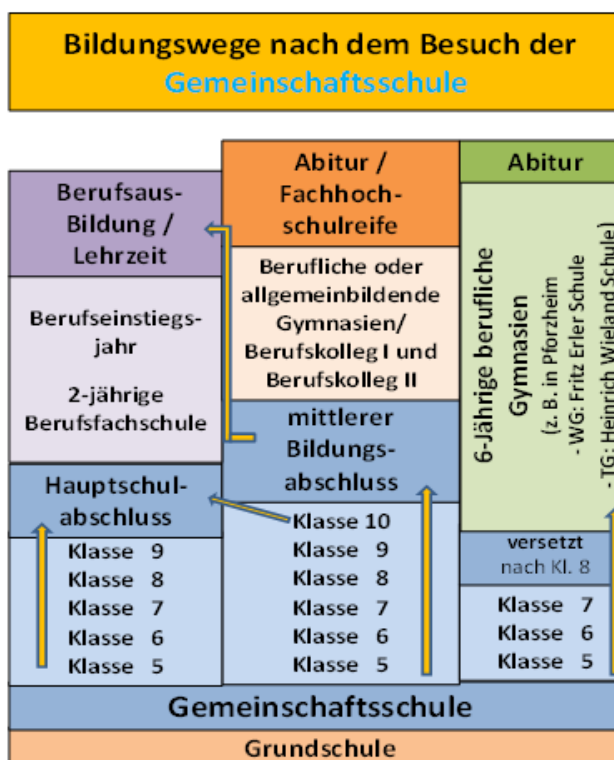 Bildungswege nach dem Besuch der
Gemeinschaftsschule
Berufsaus-
Bildung /
Lehrzeit
Berufseinstiegs-
jahr
2-jährige
Berufsfachschule
Hauptschul-
abschluss
Klasse 9
Klasse 8
Klasse 7
Klasse 6
Klasse 5
Abitur /
Fachhoch-
schulreife
Berufliche oder
allgemeinbildende
Gymnasien/
Berufskolleg I und
Berufskolleg II
mittlerer
Bildungs-
abschluss
Klasse 10
Klasse 9
Klasse 8
Klasse 7
Klasse 6
Klasse 5
Abitur
6-Jährige berufliche
Gymnasien
(z. B. in Pforzheim
- WG: Fritz Erler Schule
- TG: Heinrich Wieland Schule)
versetzt
nach Kl. 8
Klasse 7
Klasse 6
Klasse 5
Gemeinschaftsschule
Grundschule